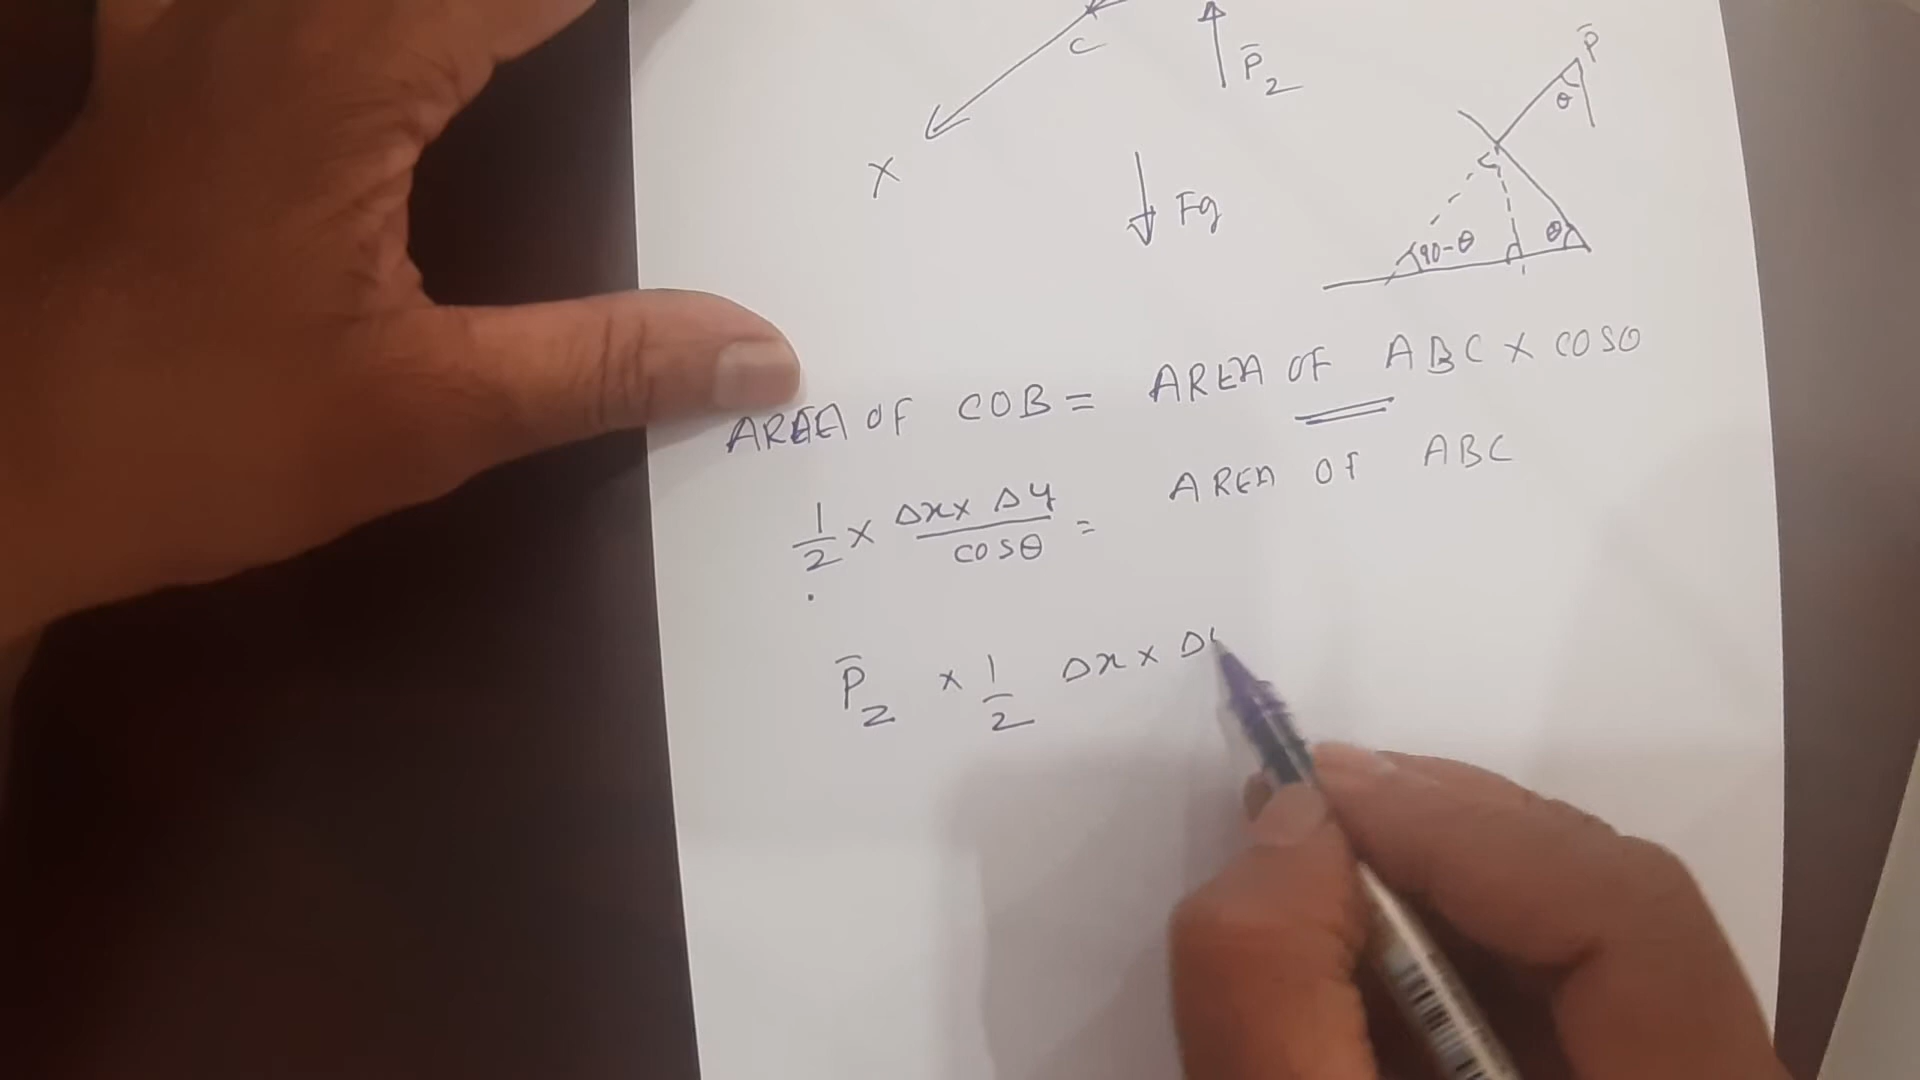 C
P̅₂
P̅
θ
X
Fg
90-θ
θ
AREA OF COB = AREA OF ABC X COSO
1/2 x Δx x Δy / cosθ = AREA OF ABC
P̅₂ x 1/2 Δx x Δ